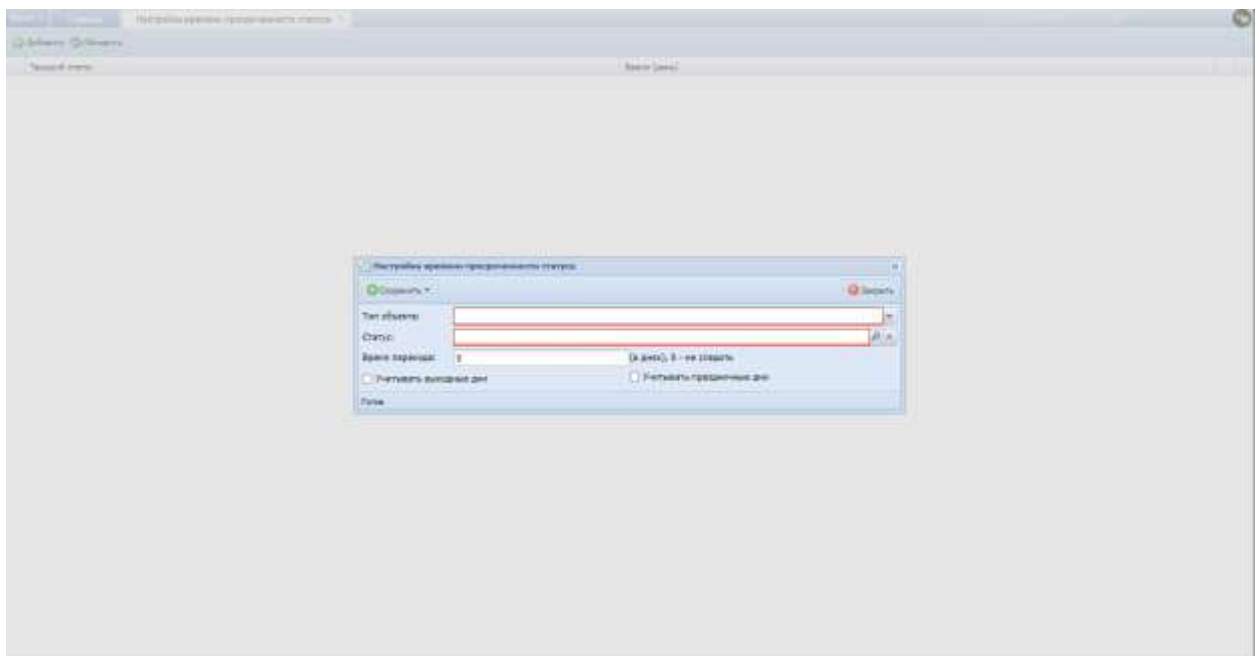 Настройка времени просроченности статуса
Добавить Обновить
Текущий статус Время (дни)
Настройка времени просроченности статуса
Сохранить Закрыть
Тип объекта:
Статус:
Время перехода: 0 (в днях), 0 - не следить
Учитывать выходные дни Учитывать праздничные дни
Готов